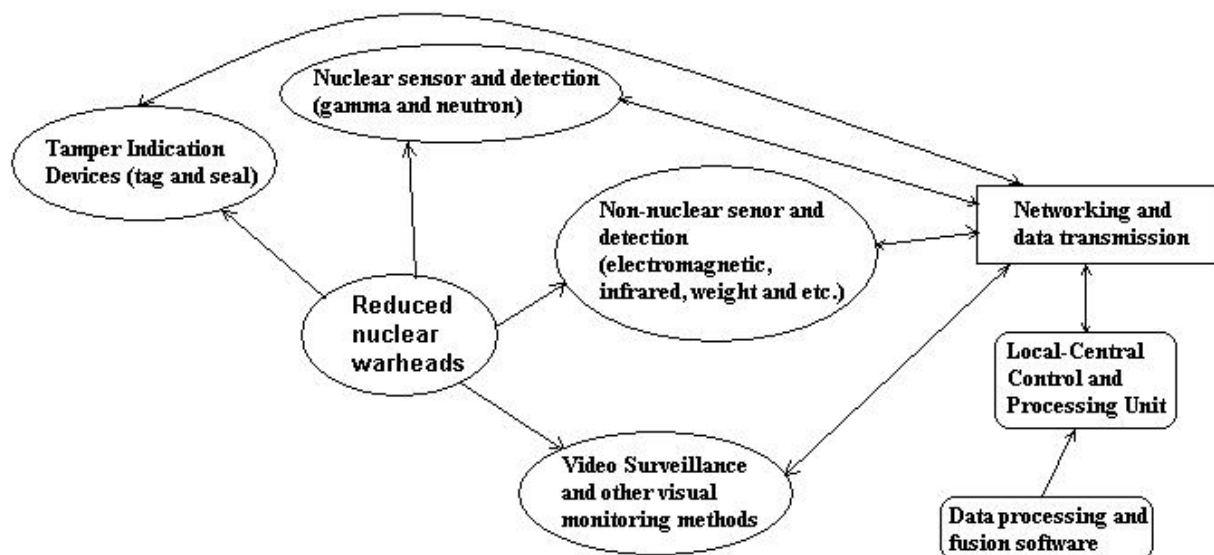 Nuclear sensor and detection
(gamma and neutron)
Tamper Indication
Devices (tag and seal)
Non-nuclear senor and
detection
(electromagnetic,
infrared, weight and etc.)
Networking and
data transmission
Reduced
nuclear
warheads
Local-Central
Control and
Processing Unit
Video Surveillance
and other visual
monitoring methods
Data processing and
fusion software